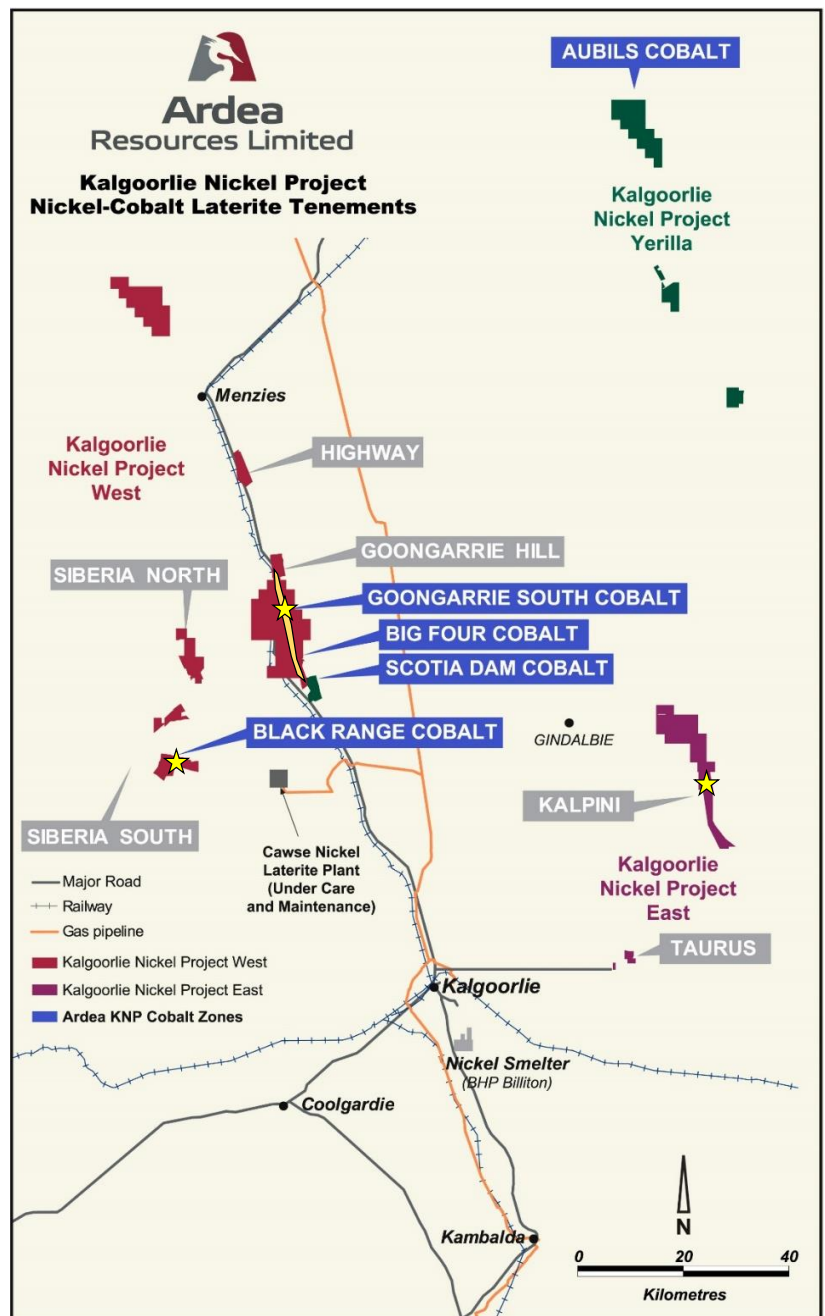 Ardea
Resources Limited
Kalgoorlie Nickel Project
Nickel-Cobalt Laterite Tenements
AUBILS COBALT
Kalgoorlie
Nickel Project
Yerilla
Menzies
Kalgoorlie
Nickel Project
West
HIGHWAY
GOONGARRIE HILL
SIBERIA NORTH
GOONGARRIE SOUTH COBALT
BIG FOUR COBALT
SCOTIA DAM COBALT
BLACK RANGE COBALT
GINDALBIE
KALPINI
SIBERIA SOUTH
Cawse Nickel
Laterite Plant
(Under Care
and Maintenance)
Kalgoorlie
Nickel Project
East
TAURUS
Major Road
Railway
Gas pipeline
Kalgoorlie Nickel Project West
Kalgoorlie Nickel Project East
Ardea KNP Cobalt Zones
Kalgoorlie
Nickel Smelter
(BHP Billiton)
Coolgardie
Kambalda
N
0 20 40
Kilometres